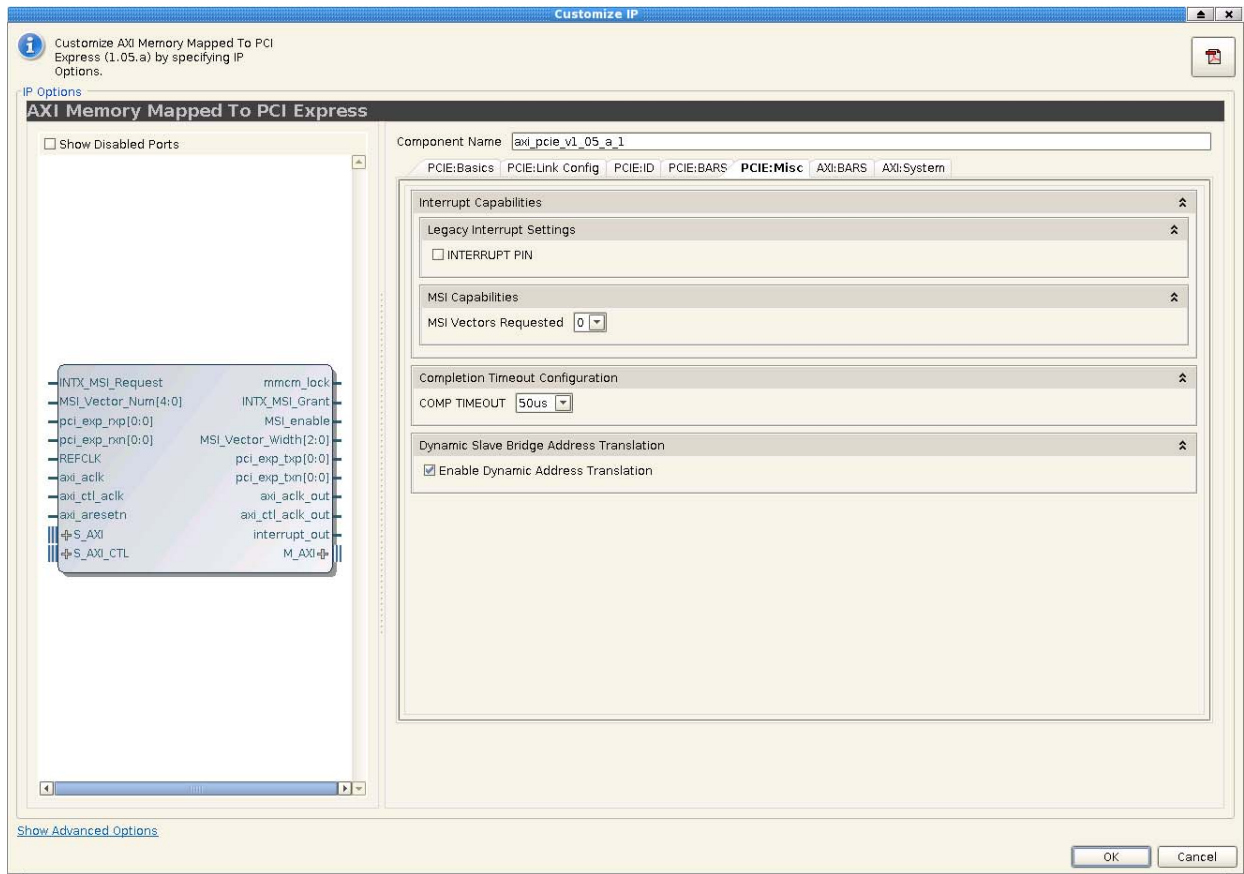 Customize IP
Customize AXI Memory Mapped To PCI
Express (1.05.a) by specifying IP
Options.
IP Options
AXI Memory Mapped To PCI Express
Show Disabled Ports
INTX_MSI_Request
MSI_Vector_Num[4:0]
pci_exp_rxp[0:0]
pci_exp_rxn[0:0]
REFCLK
axi_aclk
axi_ctl_aclk
axi_aresetn
S_AXI
S_AXI_CTL
mmcm_lock
INTX_MSI_Grant
MSI_enable
MSI_Vector_Width[2:0]
pci_exp_txp[0:0]
pci_exp_txn[0:0]
axi_aclk_out
axi_ctl_aclk_out
interrupt_out
M_AXI
Component Name axi_pcie_v1_05_a_1
PCIE:Basics PCIE:Link Config PCIE:ID PCIE:BARS PCIE:Misc AXI:BARS AXI:System
Interrupt Capabilities
Legacy Interrupt Settings
INTERRUPT PIN
MSI Capabilities
MSI Vectors Requested 0
Completion Timeout Configuration
COMP TIMEOUT 50us
Dynamic Slave Bridge Address Translation
Enable Dynamic Address Translation
Show Advanced Options
OK Cancel